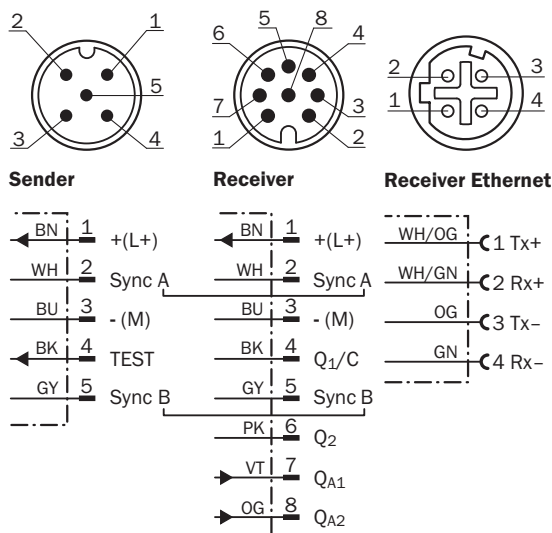 2 1
5
3 4
5 8
6 4
7 3
1 2
2 3
1 4
Sender
BN 1 +(L+)
WH 2 Sync A
BU 3 - (M)
BK 4 TEST
GY 5 Sync B
Receiver
BN 1 +(L+)
WH 2 Sync A
BU 3 - (M)
BK 4 Q1/C
GY 5 Sync B
PK 6 Q2
VT 7 QA1
OG 8 QA2
Receiver Ethernet
WH/OG 1 Tx+
WH/GN 2 Rx+
OG 3 Tx–
GN 4 Rx–